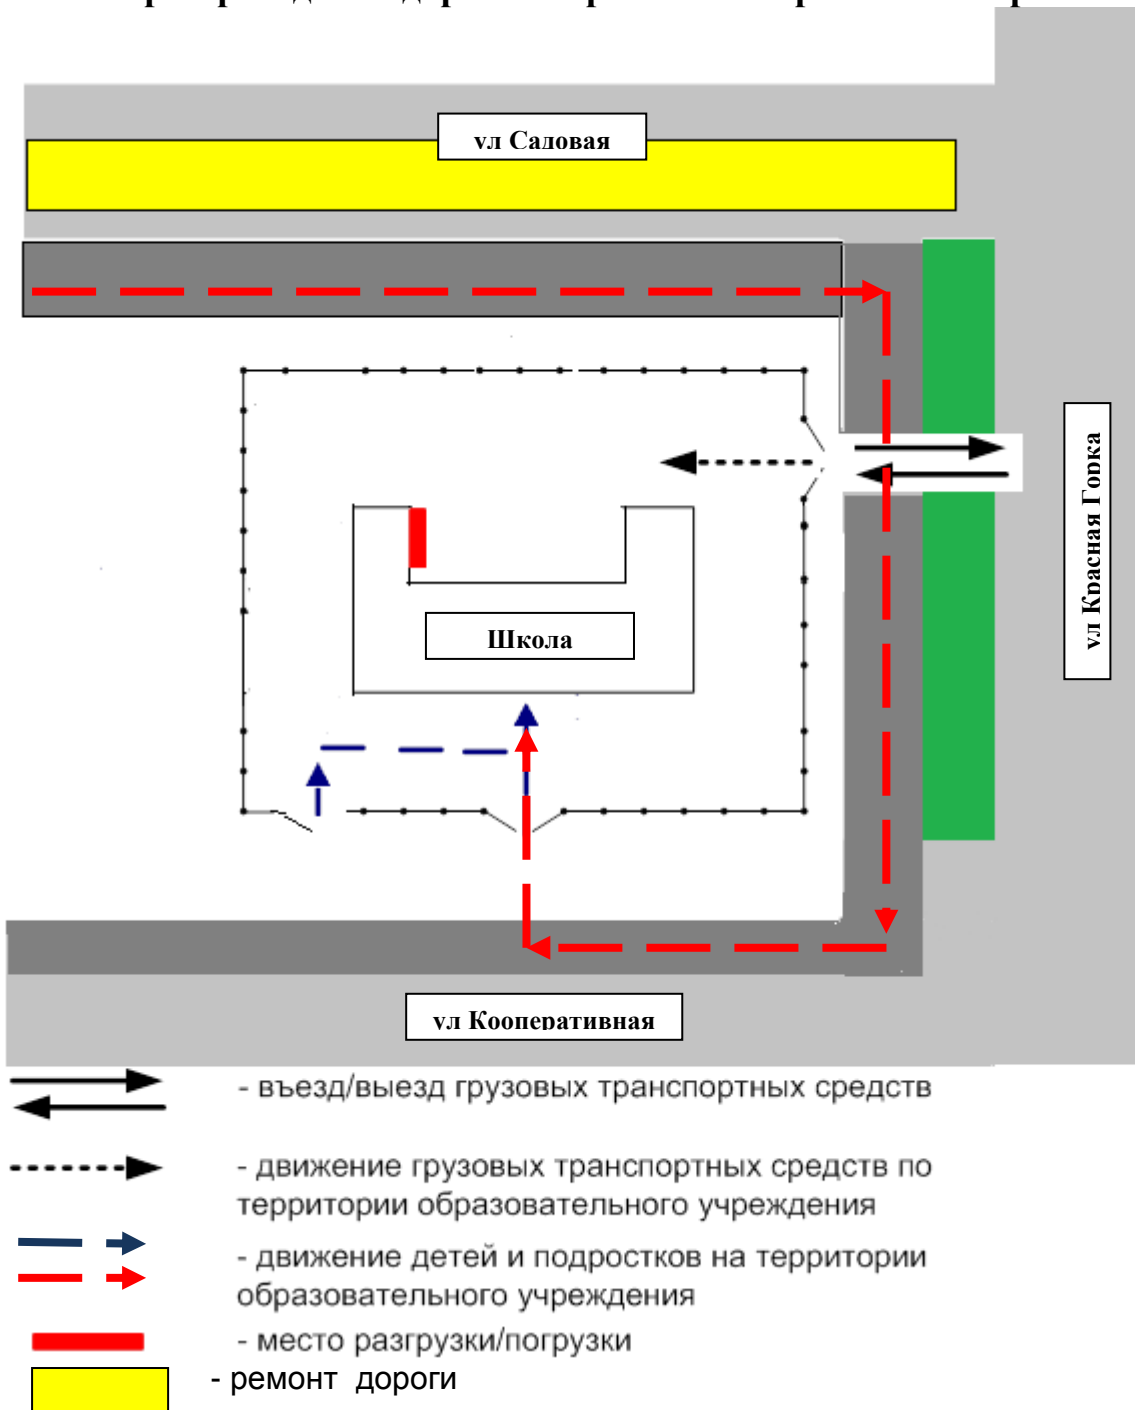 ул Садовая
ул Красная Горка
Школа
ул Кооперативная
- въезд/выезд грузовых транспортных средств
- движение грузовых транспортных средств по
территории образовательного учреждения
- движение детей и подростков на территории
образовательного учреждения
- место разгрузки/погрузки
- ремонт дороги